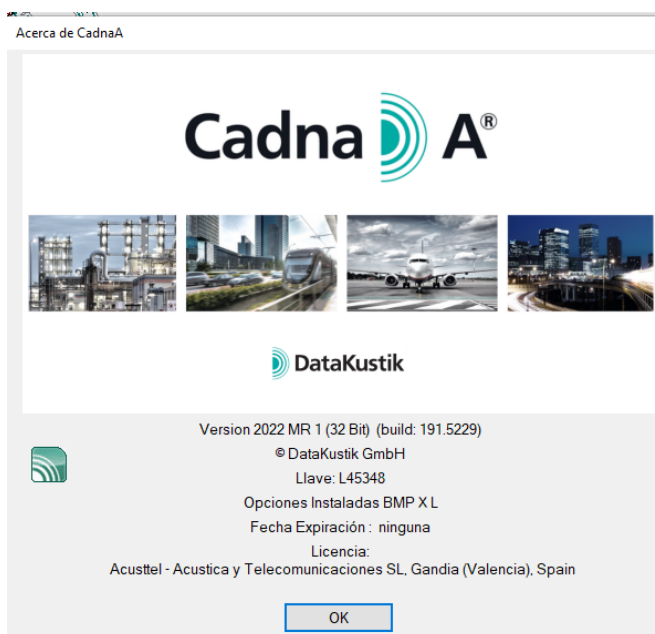 Acerca de CadnaA
Cadna A®
DataKustik
Version 2022 MR 1 (32 Bit) (build: 191.5229)
© DataKustik GmbH
Llave: L45348
Opciones Instaladas BMP X L
Fecha Expiración : ninguna
Licencia:
Acusttel - Acustica y Telecomunicaciones SL, Gandia (Valencia), Spain
OK